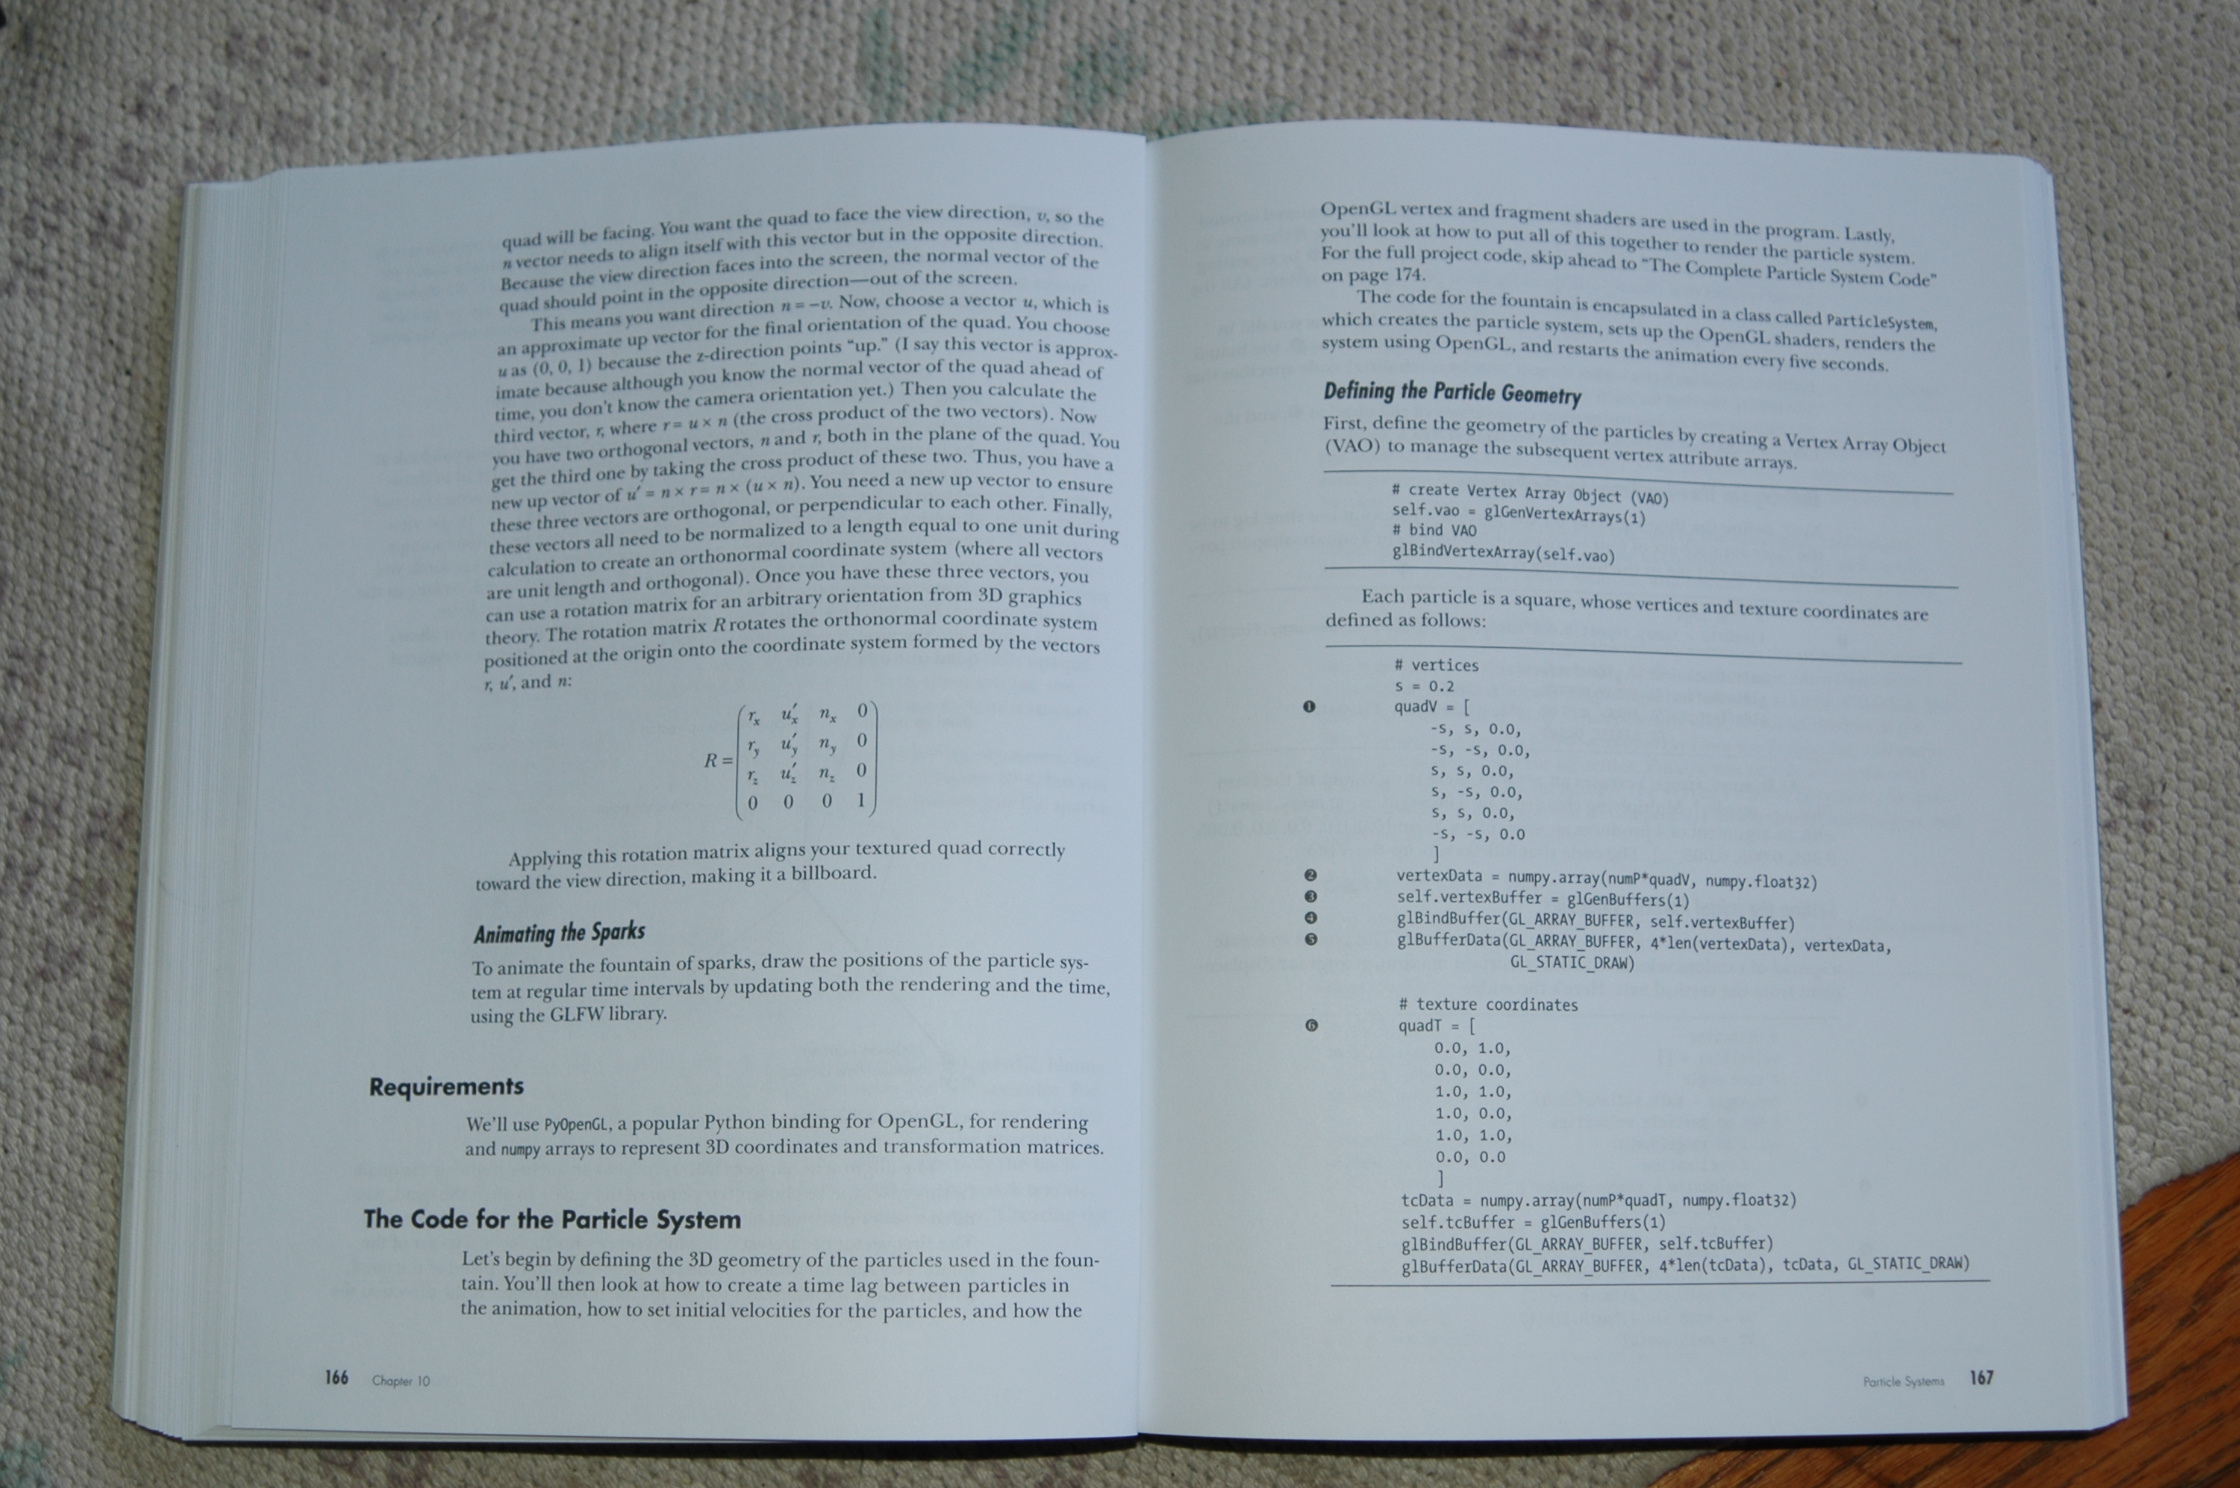 quad will be facing. You want the quad to face the view direction, v, so the
n vector needs to align itself with this vector but in the opposite direction.
Because the view direction faces into the screen, the normal vector of the
quad should point in the opposite direction—out of the screen.
This means you want direction n = −v. Now, choose a vector u, which is
an approximate up vector for the final orientation of the quad. You choose
u as (0, 0, 1) because the z-direction points "up." (I say this vector is approx-
imate because although you know the normal vector of the quad ahead of
time, you don't know the camera orientation yet.) Then you calculate the
third vector, r, where r = u × n (the cross product of the two vectors). Now
you have two orthogonal vectors, n and r, both in the plane of the quad. You
get the third one by taking the cross product of these two. Thus, you have a
new up vector of u′ = n × r = n × (u × n). You need a new up vector to ensure
these three vectors are orthogonal, or perpendicular to each other. Finally,
these vectors all need to be normalized to a length equal to one unit during
calculation to create an orthonormal coordinate system (where all vectors
are unit length and orthogonal). Once you have these three vectors, you
can use a rotation matrix for an arbitrary orientation from 3D graphics
theory. The rotation matrix R rotates the orthonormal coordinate system
positioned at the origin onto the coordinate system formed by the vectors
r, u′, and n:
R =
rx u′x nx 0
ry u′y ny 0
rz u′z nz 0
0 0 0 1
Applying this rotation matrix aligns your textured quad correctly
toward the view direction, making it a billboard.
Animating the Sparks
To animate the fountain of sparks, draw the positions of the particle sys-
tem at regular time intervals by updating both the rendering and the time,
using the GLFW library.
Requirements
We'll use PyOpenGL, a popular Python binding for OpenGL, for rendering
and numpy arrays to represent 3D coordinates and transformation matrices.
The Code for the Particle System
Let's begin by defining the 3D geometry of the particles used in the foun-
tain. You'll then look at how to create a time lag between particles in
the animation, how to set initial velocities for the particles, and how the
166 Chapter 10
OpenGL vertex and fragment shaders are used in the program. Lastly,
you'll look at how to put all of this together to render the particle system.
For the full project code, skip ahead to "The Complete Particle System Code"
on page 174.
The code for the fountain is encapsulated in a class called ParticleSystem,
which creates the particle system, sets up the OpenGL shaders, renders the
system using OpenGL, and restarts the animation every five seconds.
Defining the Particle Geometry
First, define the geometry of the particles by creating a Vertex Array Object
(VAO) to manage the subsequent vertex attribute arrays.
# create Vertex Array Object (VAO)
self.vao = glGenVertexArrays(1)
# bind VAO
glBindVertexArray(self.vao)
Each particle is a square, whose vertices and texture coordinates are
defined as follows:
# vertices
s = 0.2
❶ quadV = [
-s, s, 0.0,
-s, -s, 0.0,
s, s, 0.0,
s, -s, 0.0,
s, s, 0.0,
-s, -s, 0.0
]
❷ vertexData = numpy.array(numP*quadV, numpy.float32)
❸ self.vertexBuffer = glGenBuffers(1)
❹ glBindBuffer(GL_ARRAY_BUFFER, self.vertexBuffer)
❺ glBufferData(GL_ARRAY_BUFFER, 4*len(vertexData), vertexData,
GL_STATIC_DRAW)
# texture coordinates
❻ quadT = [
0.0, 1.0,
0.0, 0.0,
1.0, 1.0,
1.0, 0.0,
1.0, 1.0,
0.0, 0.0
]
tcData = numpy.array(numP*quadT, numpy.float32)
self.tcBuffer = glGenBuffers(1)
glBindBuffer(GL_ARRAY_BUFFER, self.tcBuffer)
glBufferData(GL_ARRAY_BUFFER, 4*len(tcData), tcData, GL_STATIC_DRAW)
Particle Systems 167